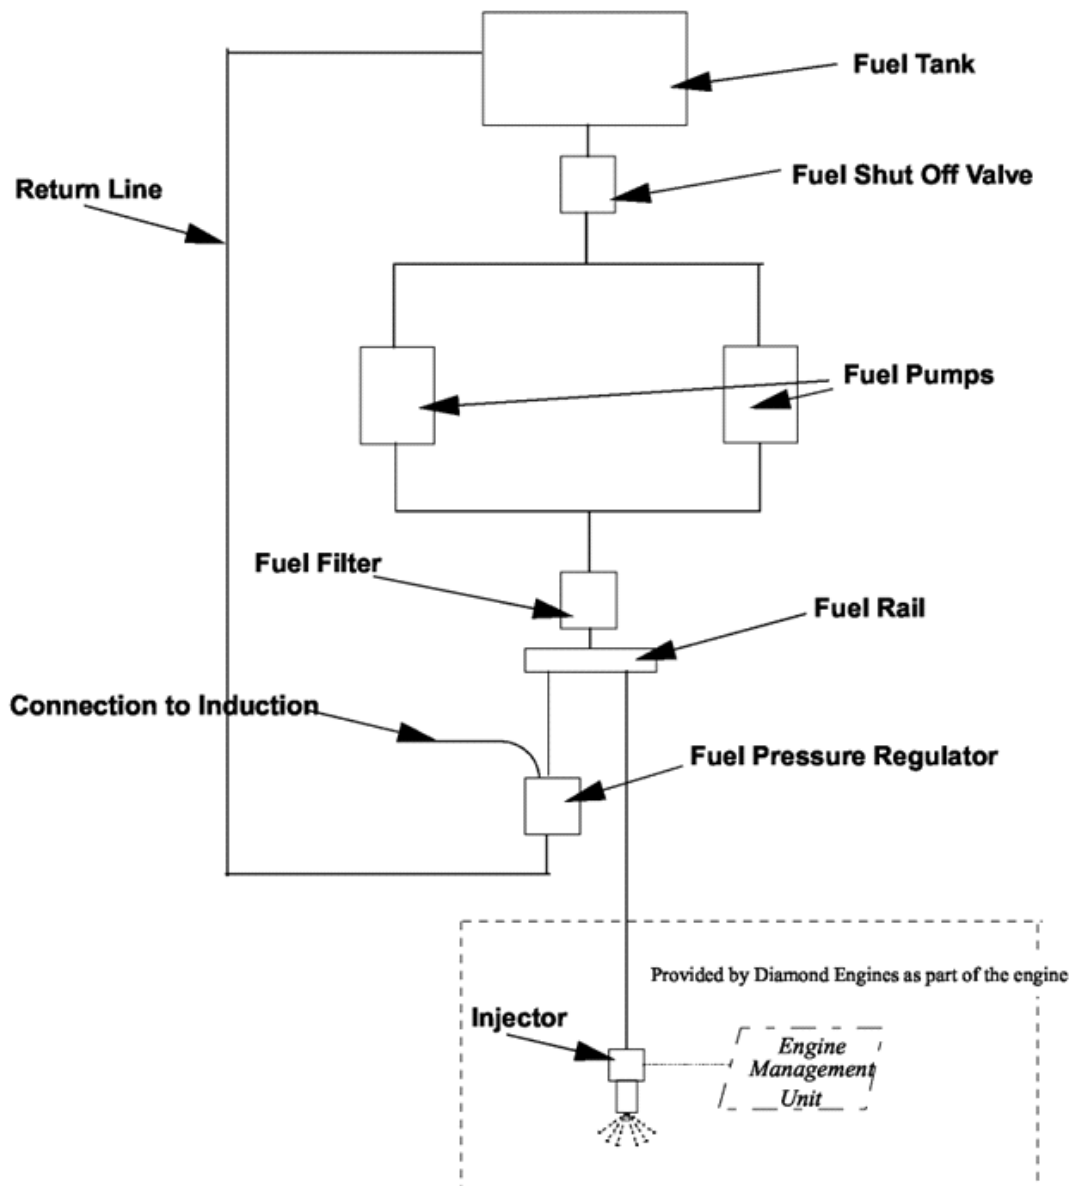 Fuel Tank
Fuel Shut Off Valve
Return Line
Fuel Pumps
Fuel Filter
Fuel Rail
Connection to Induction
Fuel Pressure Regulator
Provided by Diamond Engines as part of the engine
Injector
Engine
Management
Unit